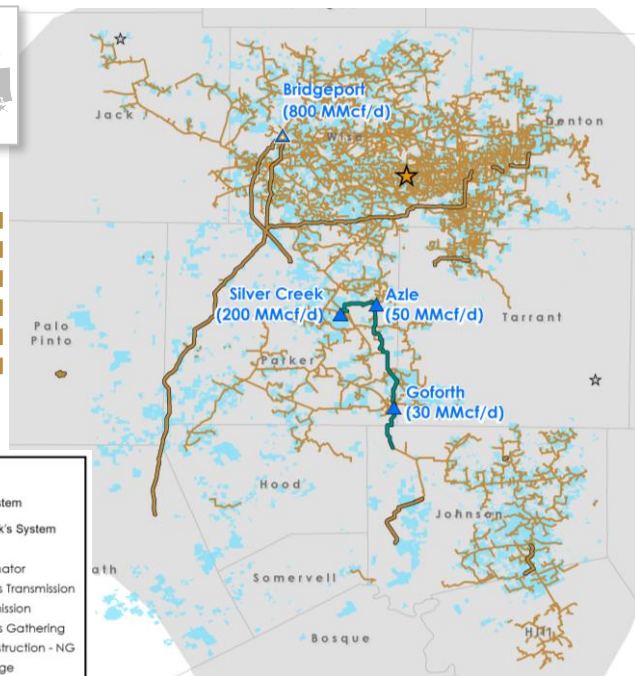 Bridgeport
(800 MMcf/d)
Jack
Wise
Denton
Silver Creek
(200 MMcf/d)
Azle
(50 MMcf/d)
Tarrant
Palo
Pinto
Parker
Goforth
(30 MMcf/d)
Hood
Johnson
stem
k's System
ator
s Transmission
ission
s Gathering
struction - NG
ge
ath
Somervell
Bosque
Hill